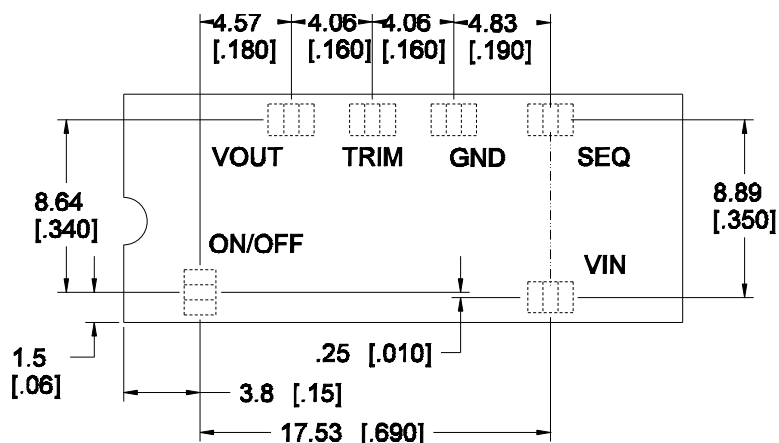 4.57 4.06 4.06 4.83
[.180] [.160] [.160] [.190]
VOUT TRIM GND SEQ
8.64
[.340]
8.89
[.350]
ON/OFF
VIN
.25 [.010]
1.5
[.06]
3.8 [.15]
17.53 [.690]